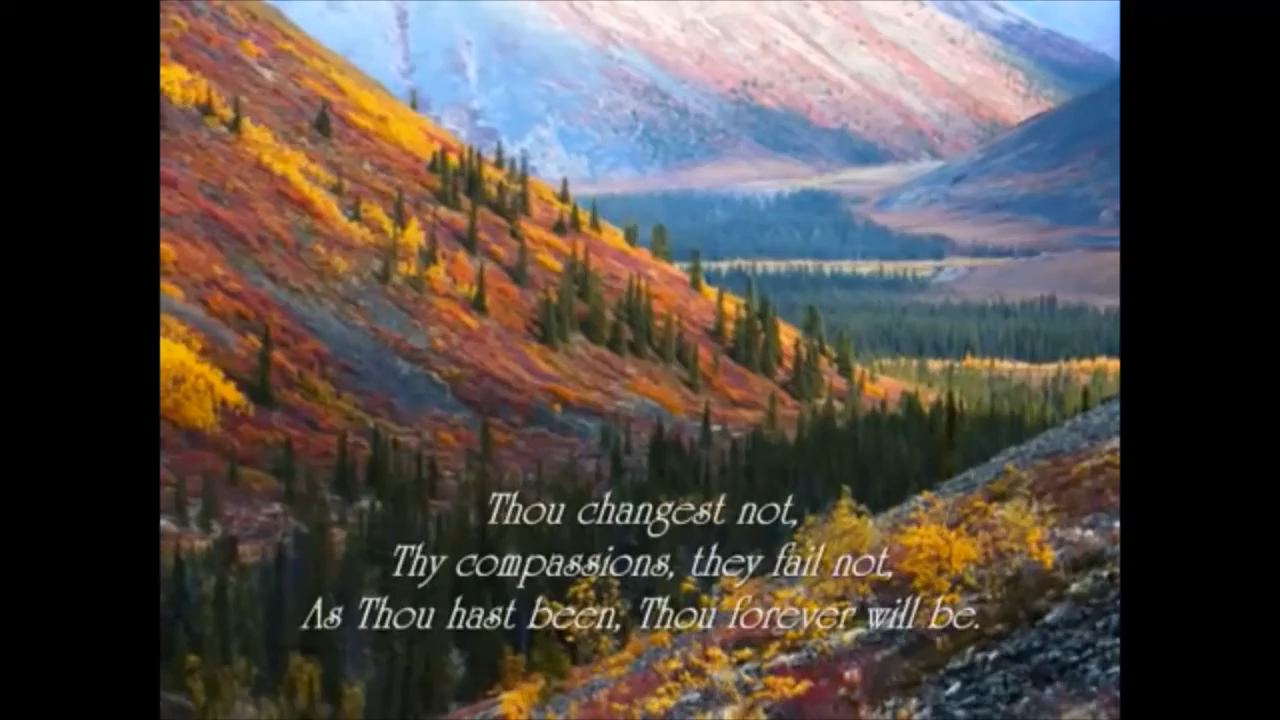 Thou changest not,
Thy compassions, they fail not,
As Thou hast been, Thou forever will be.